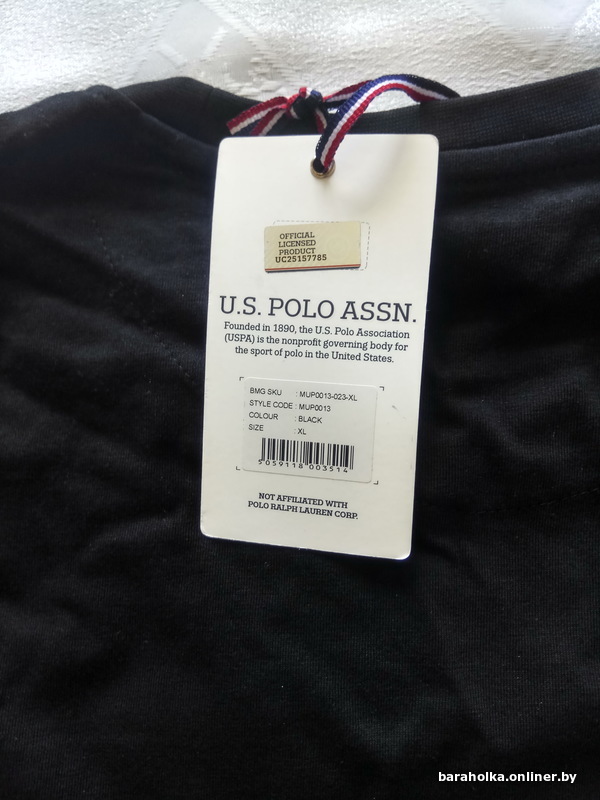 OFFICIAL
LICENSED
PRODUCT
UC25157785
U.S. POLO ASSN.
Founded in 1890, the U.S. Polo Association
(USPA) is the nonprofit governing body for
the sport of polo in the United States.
BMG SKU : MUP0013-023-XL
STYLE CODE : MUP0013
COLOUR : BLACK
SIZE : XL
5059118 003514
NOT AFFILIATED WITH
POLO RALPH LAUREN CORP.
baraholka.onliner.by